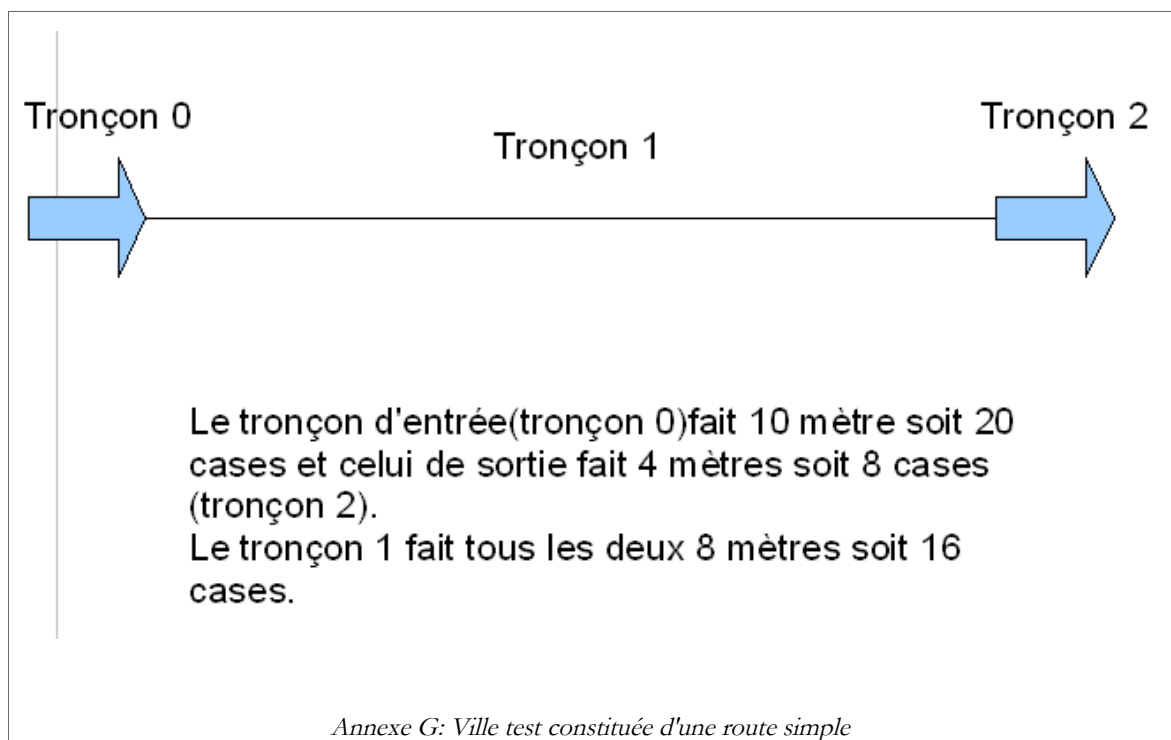 Tronçon 0
Tronçon 1
Tronçon 2
Le tronçon d'entrée(tronçon 0)fait 10 mètre soit 20
cases et celui de sortie fait 4 mètres soit 8 cases
(tronçon 2).
Le tronçon 1 fait tous les deux 8 mètres soit 16
cases.
Annexe G: Ville test constituée d'une route simple